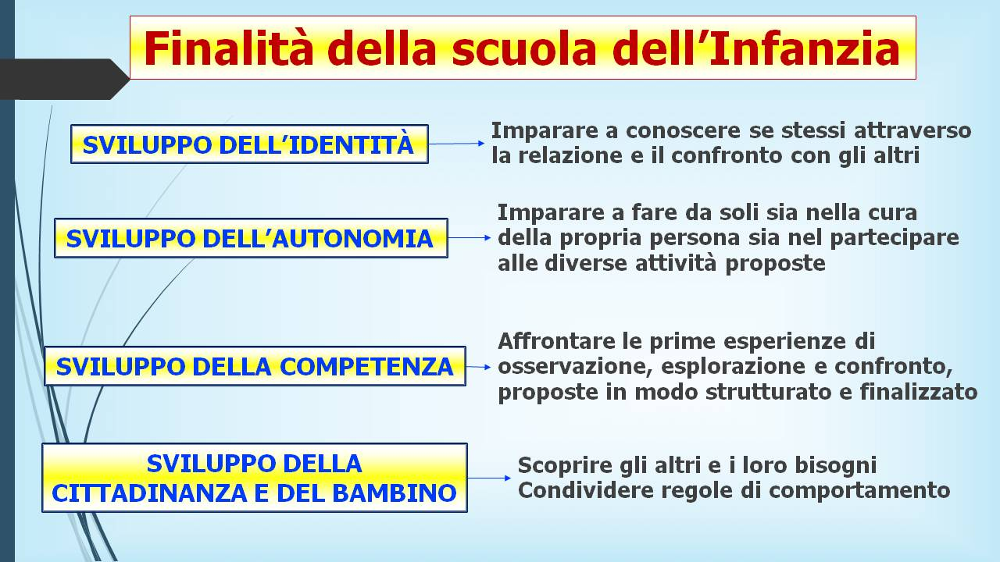 Finalità della scuola dell’Infanzia
SVILUPPO DELL’IDENTITÀ
Imparare a conoscere se stessi attraverso
la relazione e il confronto con gli altri
SVILUPPO DELL’AUTONOMIA
Imparare a fare da soli sia nella cura
della propria persona sia nel partecipare
alle diverse attività proposte
SVILUPPO DELLA COMPETENZA
Affrontare le prime esperienze di
osservazione, esplorazione e confronto,
proposte in modo strutturato e finalizzato
SVILUPPO DELLA
CITTADINANZA E DEL BAMBINO
Scoprire gli altri e i loro bisogni
Condividere regole di comportamento